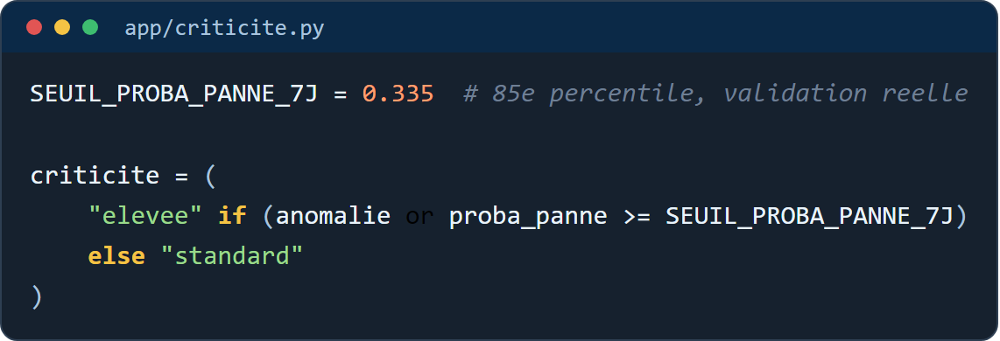 app/criticite.py
SEUIL_PROBA_PANNE_7J = 0.335  # 85e percentile, validation reelle
criticite = (
    "elevee" if (anomalie or proba_panne >= SEUIL_PROBA_PANNE_7J)
    else "standard"
)